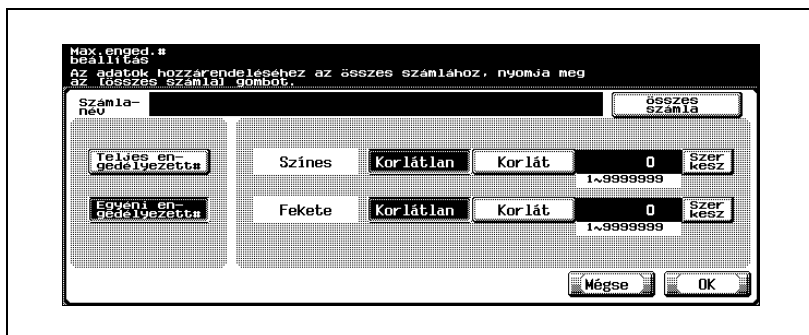 Max.enged.#
beállítás
Az adatok hozzárendeléséhez az összes számlához, nyomja meg
az [összes számla] gombot.
Számla-
név
összes
számla
Teljes en-
gedélyezett#
Színes
Korlátlan
Korlát
0
Szer
kesz
1~9999999
Egyéni en-
gedélyezett#
Fekete
Korlátlan
Korlát
0
Szer
kesz
1~9999999
Mégse
OK